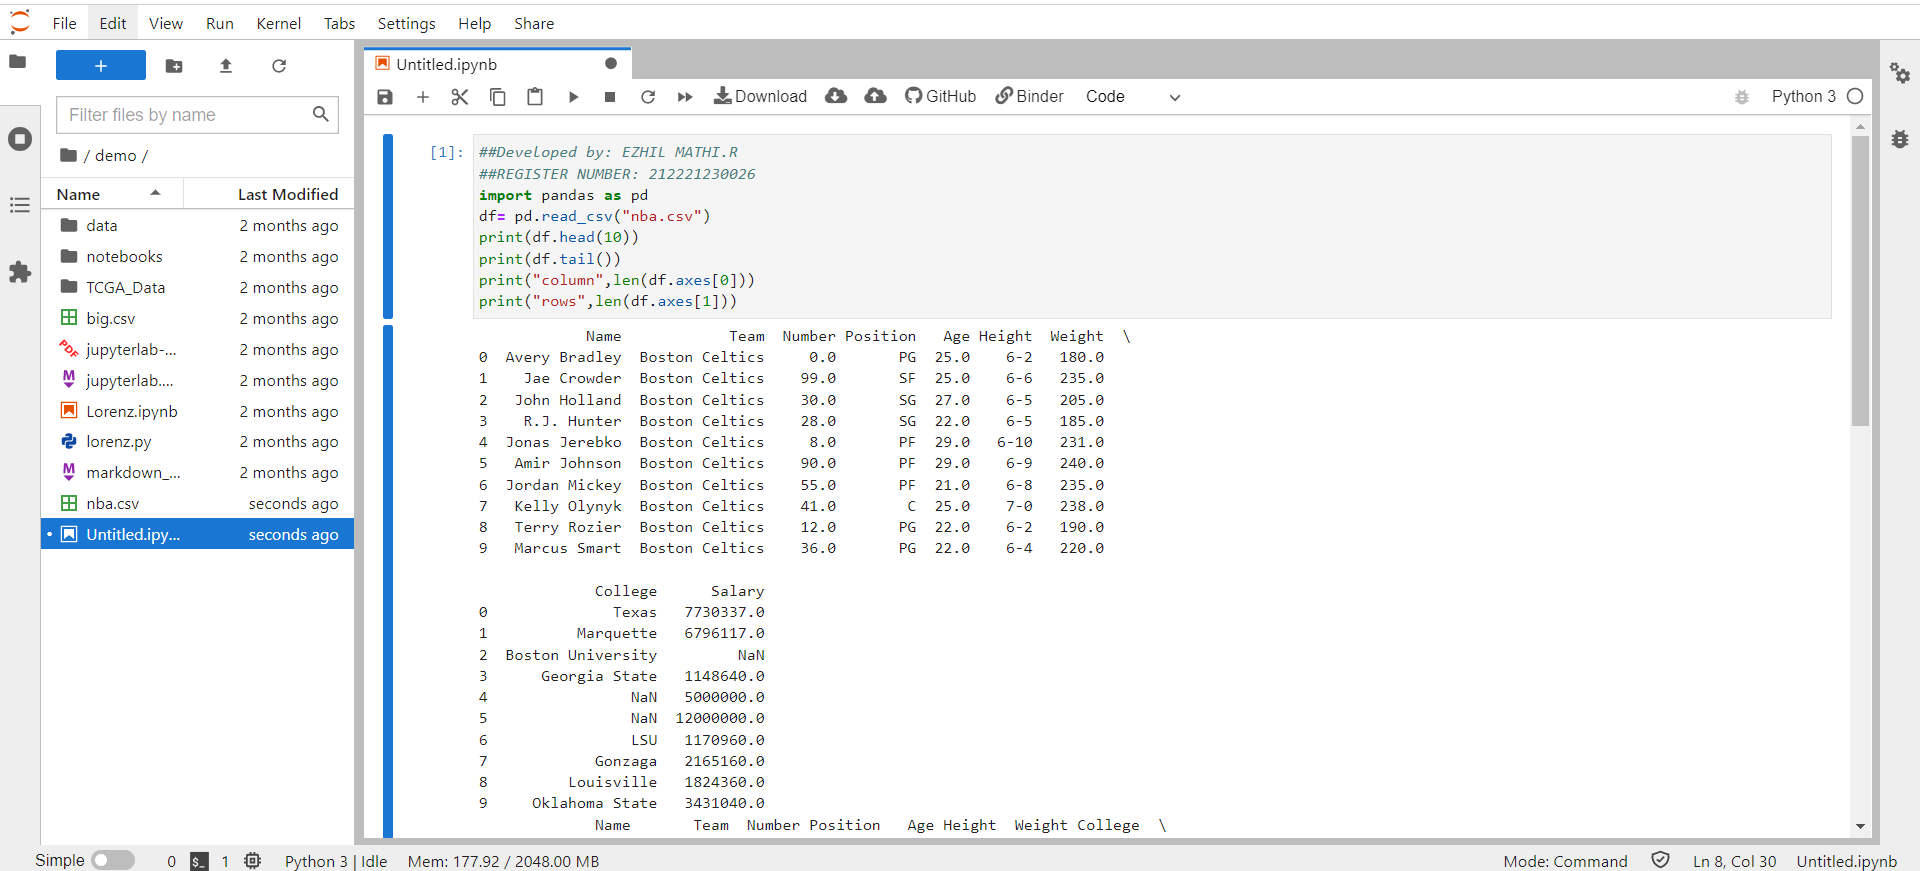 File Edit View Run Kernel Tabs Settings Help Share
+
Filter files by name
/ demo /
Name Last Modified
data 2 months ago
notebooks 2 months ago
TCGA_Data 2 months ago
big.csv 2 months ago
PDF jupyterlab-... 2 months ago
M jupyterlab.... 2 months ago
Lorenz.ipynb 2 months ago
lorenz.py 2 months ago
M markdown_... 2 months ago
nba.csv seconds ago
Untitled.ipy... seconds ago
Untitled.ipynb
Download GitHub Binder Code Python 3
[1]: ##Developed by: EZHIL MATHI.R
##REGISTER NUMBER: 212221230026
import pandas as pd
df= pd.read_csv("nba.csv")
print(df.head(10))
print(df.tail())
print("column",len(df.axes[0]))
print("rows",len(df.axes[1]))
Name Team Number Position Age Height Weight \
0 Avery Bradley Boston Celtics 0.0 PG 25.0 6-2 180.0
1 Jae Crowder Boston Celtics 99.0 SF 25.0 6-6 235.0
2 John Holland Boston Celtics 30.0 SG 27.0 6-5 205.0
3 R.J. Hunter Boston Celtics 28.0 SG 22.0 6-5 185.0
4 Jonas Jerebko Boston Celtics 8.0 PF 29.0 6-10 231.0
5 Amir Johnson Boston Celtics 90.0 PF 29.0 6-9 240.0
6 Jordan Mickey Boston Celtics 55.0 PF 21.0 6-8 235.0
7 Kelly Olynyk Boston Celtics 41.0 C 25.0 7-0 238.0
8 Terry Rozier Boston Celtics 12.0 PG 22.0 6-2 190.0
9 Marcus Smart Boston Celtics 36.0 PG 22.0 6-4 220.0
College Salary
0 Texas 7730337.0
1 Marquette 6796117.0
2 Boston University NaN
3 Georgia State 1148640.0
4 NaN 5000000.0
5 NaN 12000000.0
6 LSU 1170960.0
7 Gonzaga 2165160.0
8 Louisville 1824360.0
9 Oklahoma State 3431040.0
Name Team Number Position Age Height Weight College \
Simple 0 $_ 1 Python 3 | Idle Mem: 177.92 / 2048.00 MB Mode: Command Ln 8, Col 30 Untitled.ipynb